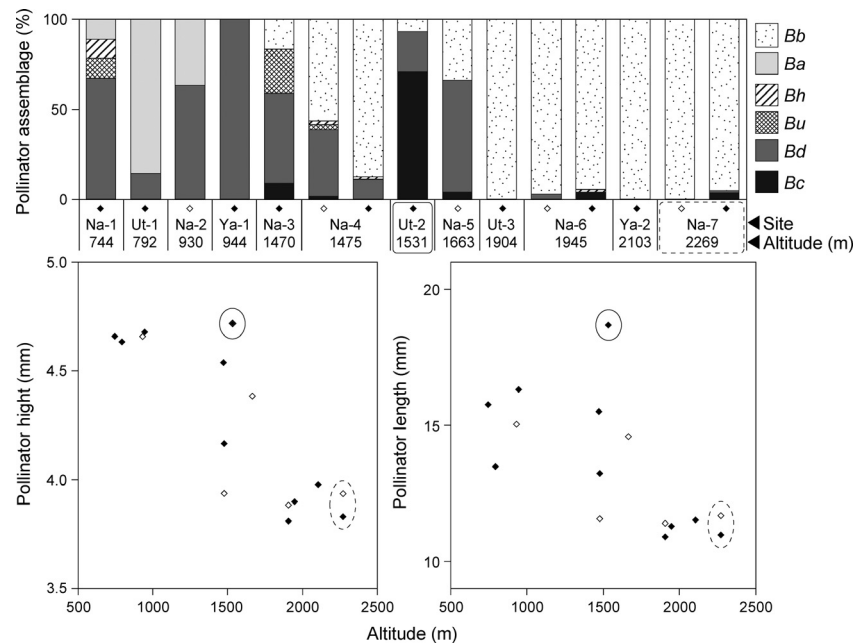 Pollinator assemblage (%)
100
50
0
Bb
Ba
Bh
Bu
Bd
Bc
Na-1 Ut-1 Na-2 Ya-1 Na-3 Na-4 Ut-2 Na-5 Ut-3 Na-6 Ya-2 Na-7 Site
744 792 930 944 1470 1475 1531 1663 1904 1945 2103 2269 Altitude (m)
Pollinator hight (mm)
5.0
4.5
4.0
3.5
500 1000 1500 2000 2500
Pollinator length (mm)
20
15
10
500 1000 1500 2000 2500
Altitude (m)